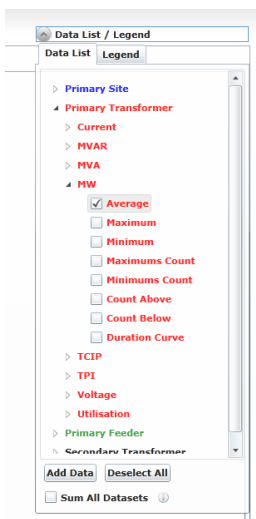 Data List / Legend
Data List Legend
Primary Site
Primary Transformer
Current
MVAR
MVA
MW
Average
Maximum
Minimum
Maximums Count
Minimums Count
Count Above
Count Below
Duration Curve
TCIP
TPI
Voltage
Utilisation
Primary Feeder
Secondary Transformer
Add Data Deselect All
Sum All Datasets i